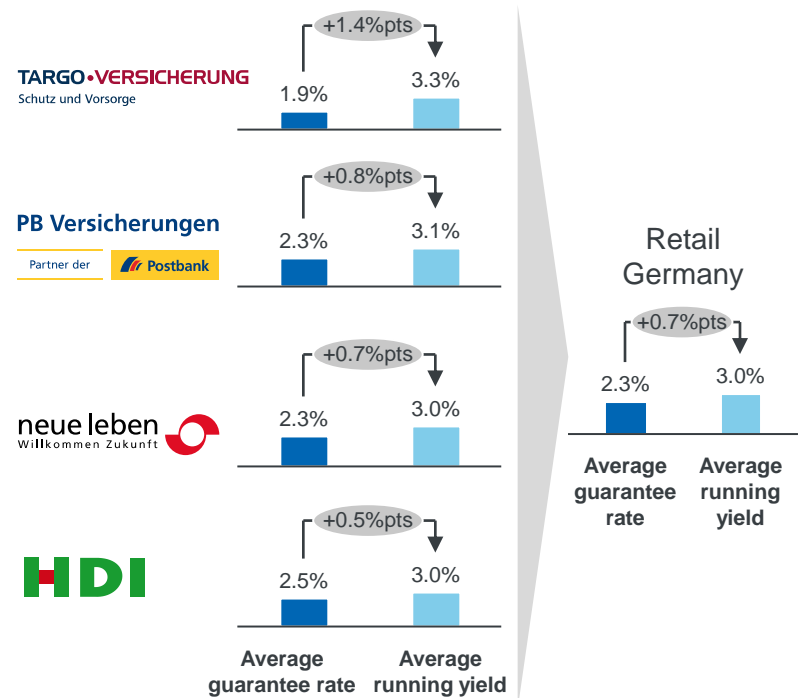 +1.4%pts
TARGO•VERSICHERUNG
Schutz und Vorsorge
1.9%
3.3%
+0.8%pts
PB Versicherungen
Partner der
Postbank
2.3%
3.1%
+0.7%pts
neue leben
Willkommen Zukunft
2.3%
3.0%
+0.5%pts
HDI
2.5%
3.0%
Average
guarantee rate
Average
running yield
Retail
Germany
+0.7%pts
2.3%
3.0%
Average
guarantee
rate
Average
running
yield